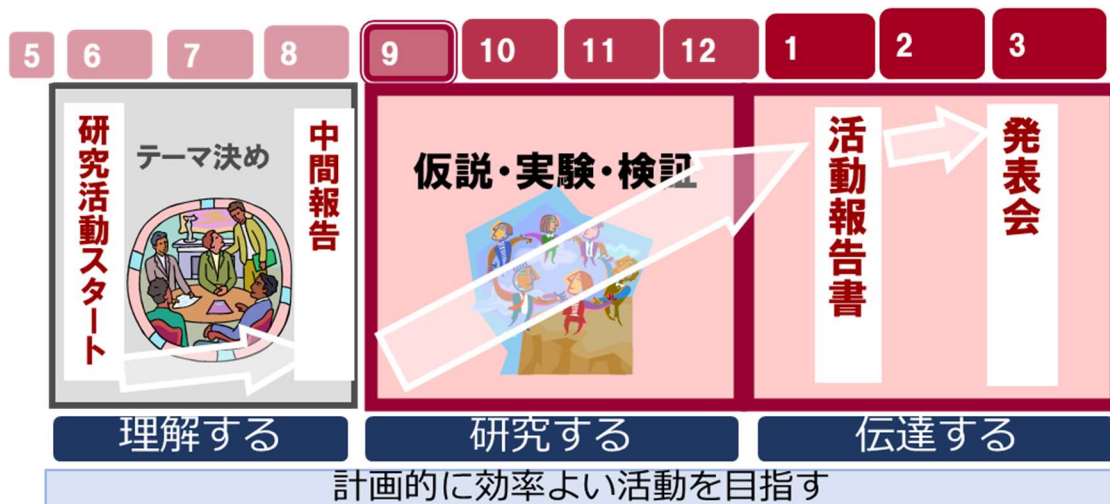 5 6 7 8 9 10 11 12 1 2 3
研究活動スタート
テーマ決め
中間報告
仮説・実験・検証
活動報告書
発表会
理解する 研究する 伝達する
計画的に効率よい活動を目指す